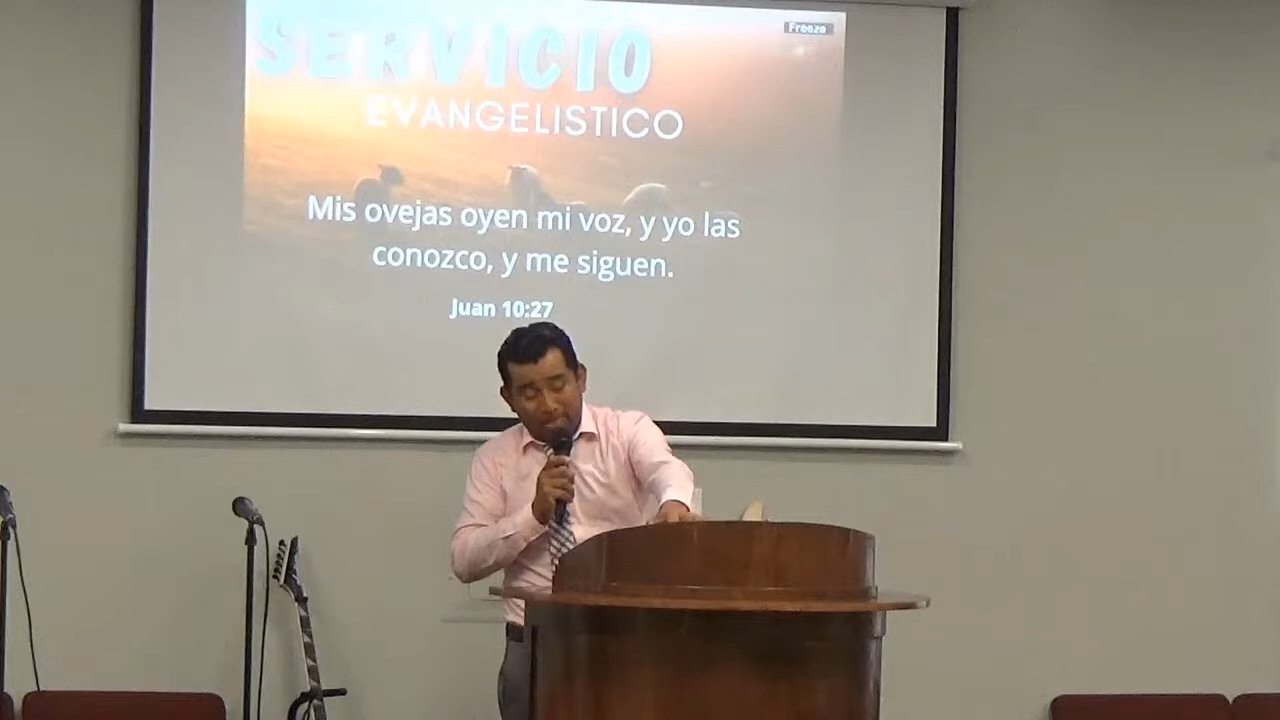 Freeze
SERVICIO
EVANGELISTICO
Mis ovejas oyen mi voz, y yo las
conozco, y me siguen.
Juan 10:27